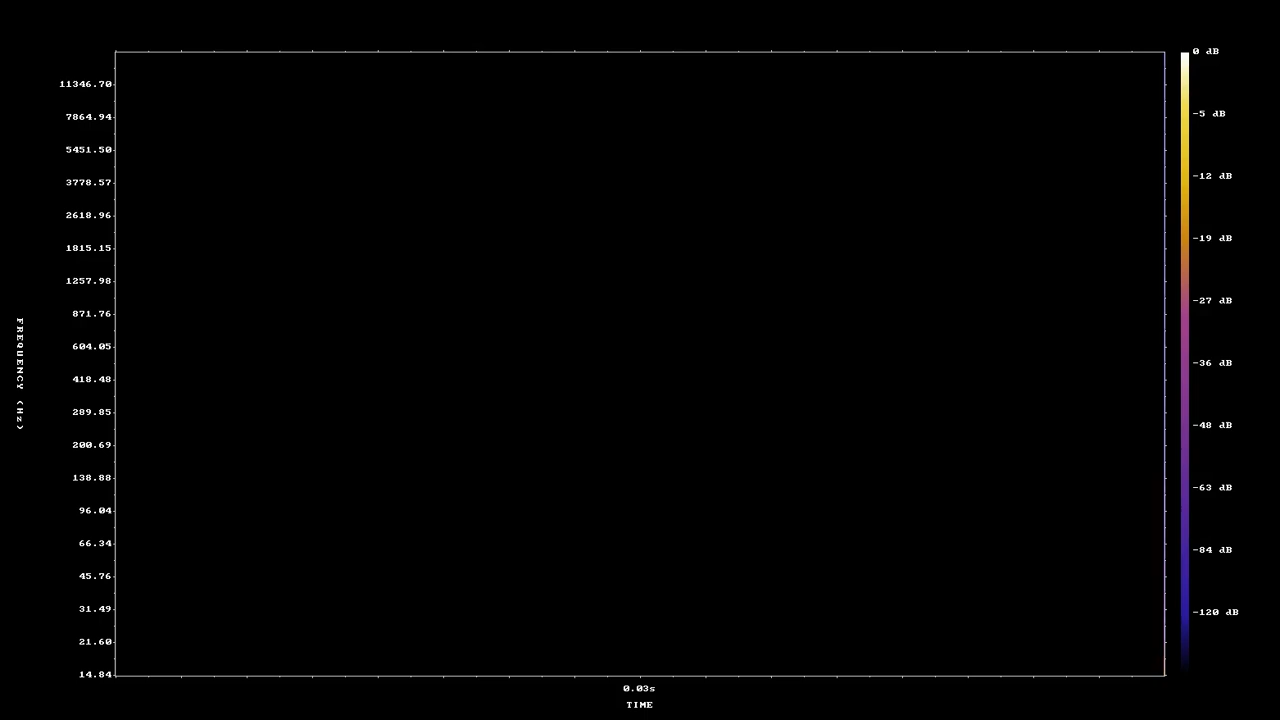 0 dB
11346.70
7864.94
-5 dB
5451.50
-12 dB
3778.57
2618.96
-19 dB
1815.15
1257.98
-27 dB
871.76
604.05
-36 dB
418.48
289.85
-48 dB
200.69
138.88
-63 dB
96.04
66.34
-84 dB
45.76
31.49
-120 dB
21.60
14.84
FREQUENCY (Hz)
0.03s
TIME